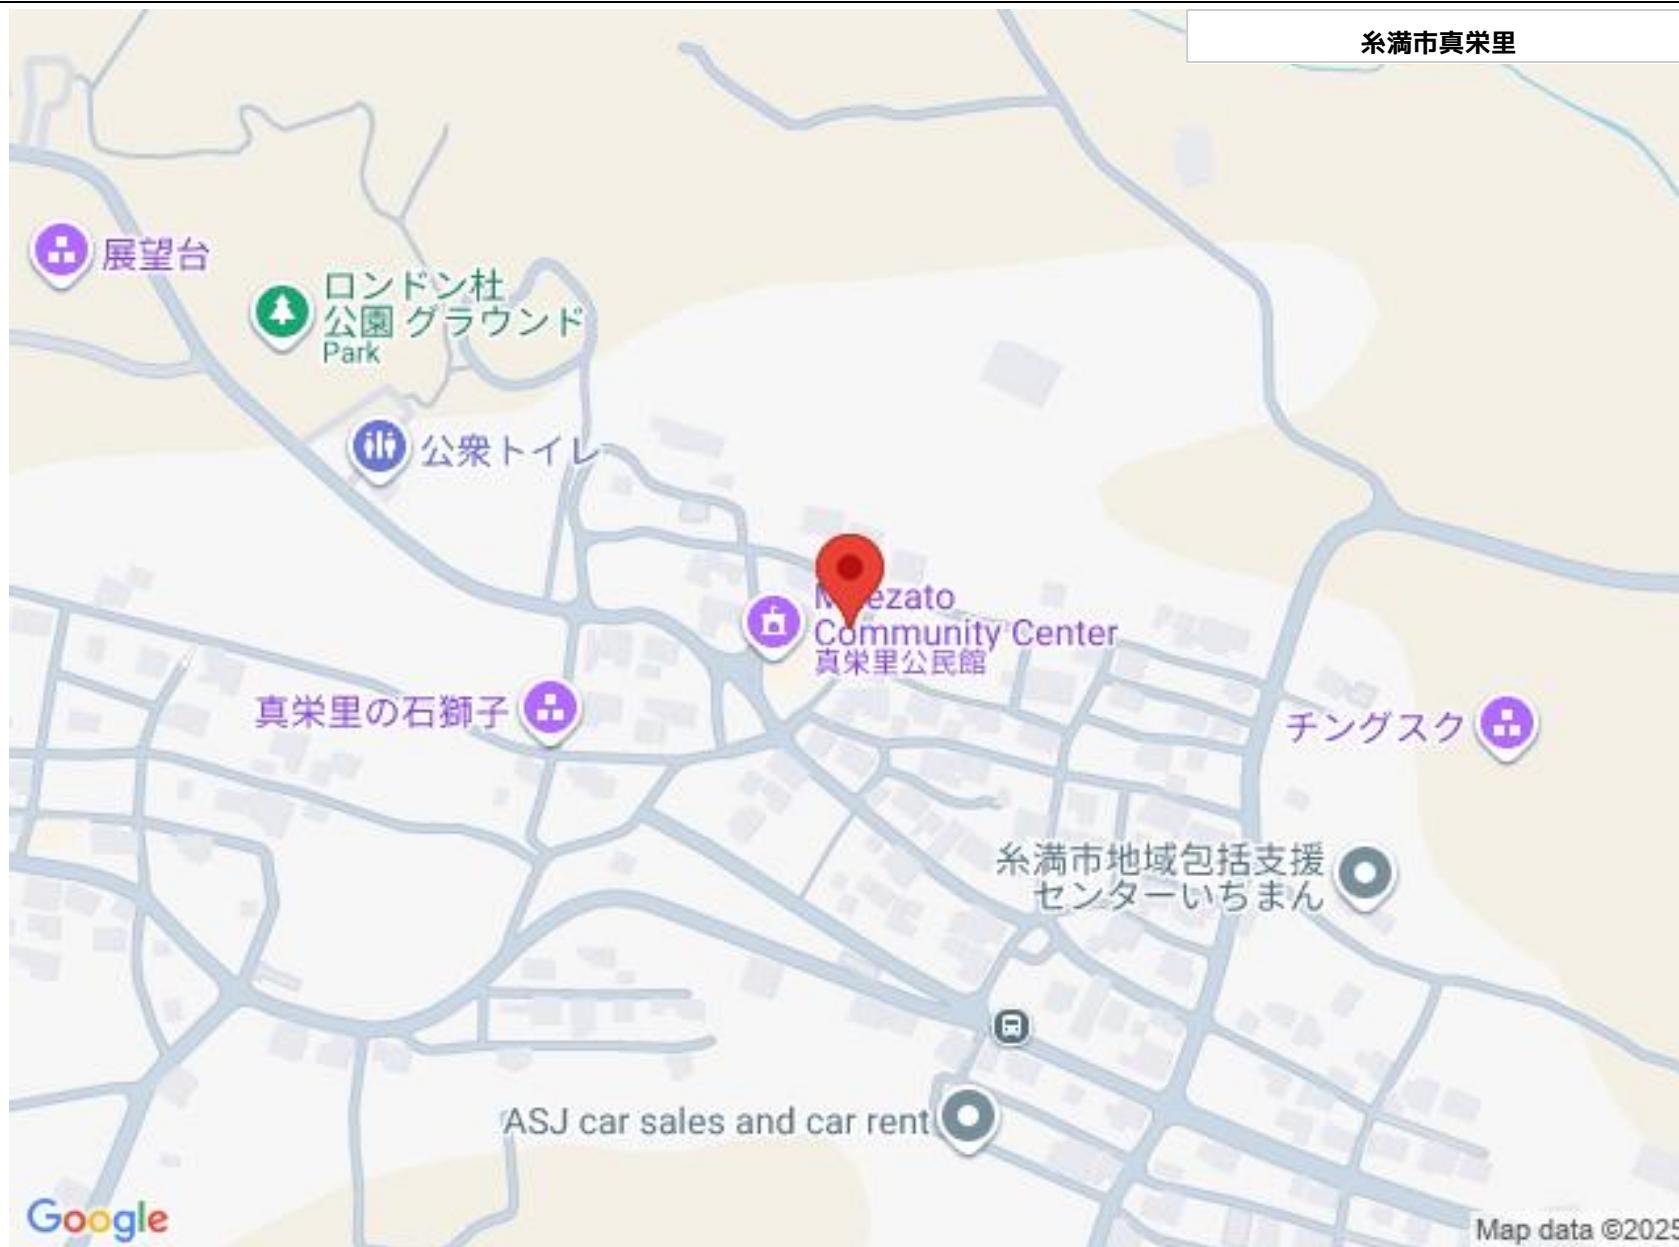 糸満市真栄里
展望台
ロンドン杜
公園 グラウンド
Park
公衆トイレ
Community Center
真栄里公民館
真栄里の石獅子
チングスク
糸満市地域包括支援
センターいちまん
ASJ car sales and car rent
Google
Map data ©2025